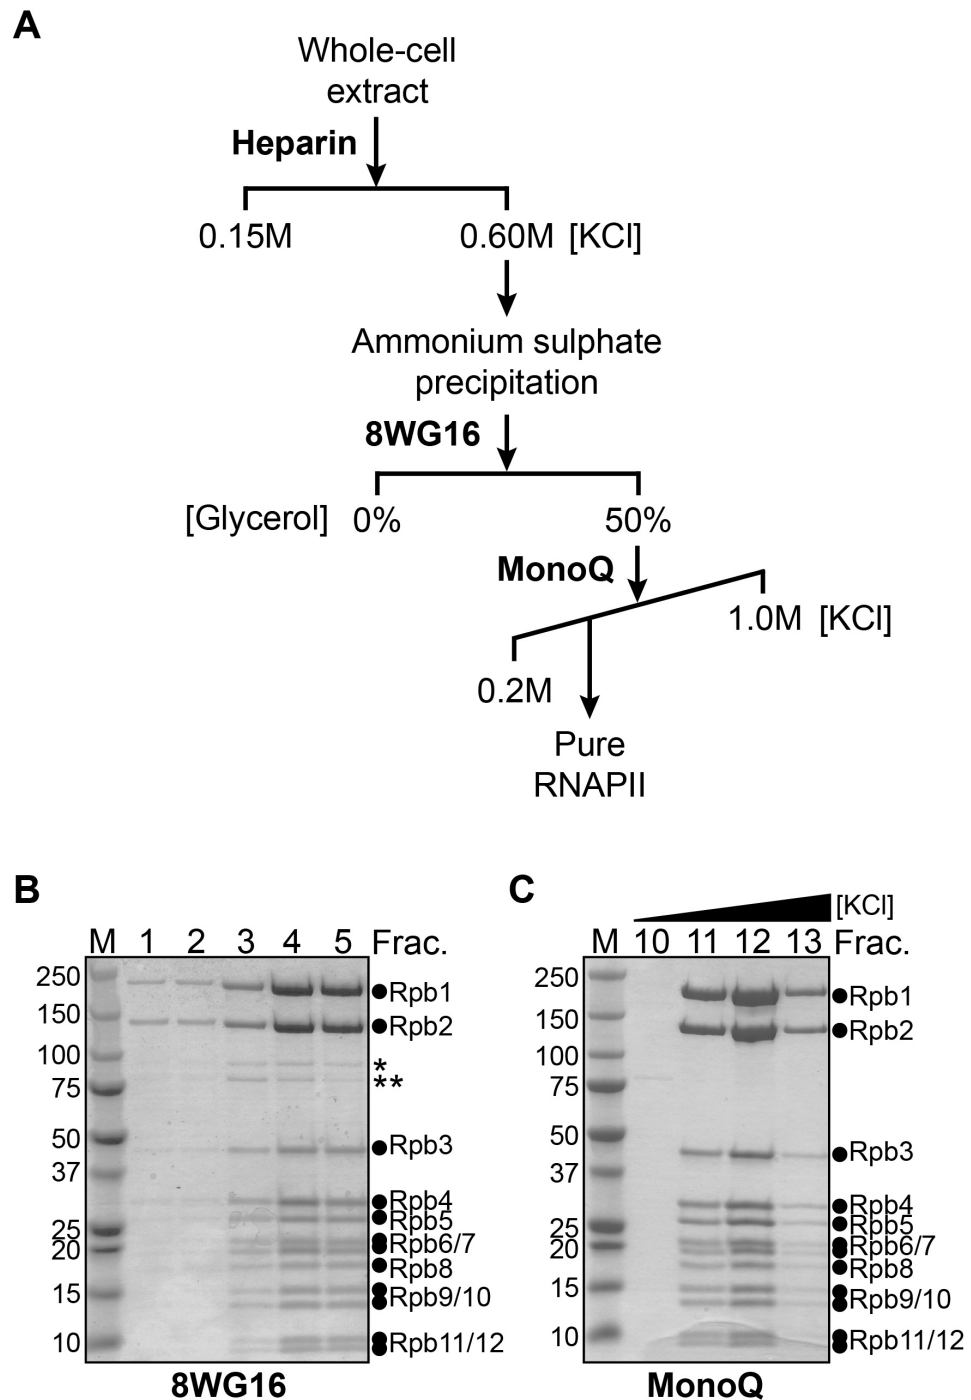 A
Whole-cell
extract
Heparin
0.15M
0.60M [KCl]
Ammonium sulphate
precipitation
8WG16
[Glycerol] 0%
50%
MonoQ
1.0M [KCl]
0.2M
Pure
RNAPII
B
M 1 2 3 4 5 Frac.
250
150
100
75
50
37
25
20
15
10
Rpb1
Rpb2
*
**
Rpb3
Rpb4
Rpb5
Rpb6/7
Rpb8
Rpb9/10
Rpb11/12
8WG16
C
[KCl]
M 10 11 12 13 Frac.
250
150
100
75
50
37
25
20
15
10
Rpb1
Rpb2
Rpb3
Rpb4
Rpb5
Rpb6/7
Rpb8
Rpb9/10
Rpb11/12
MonoQ